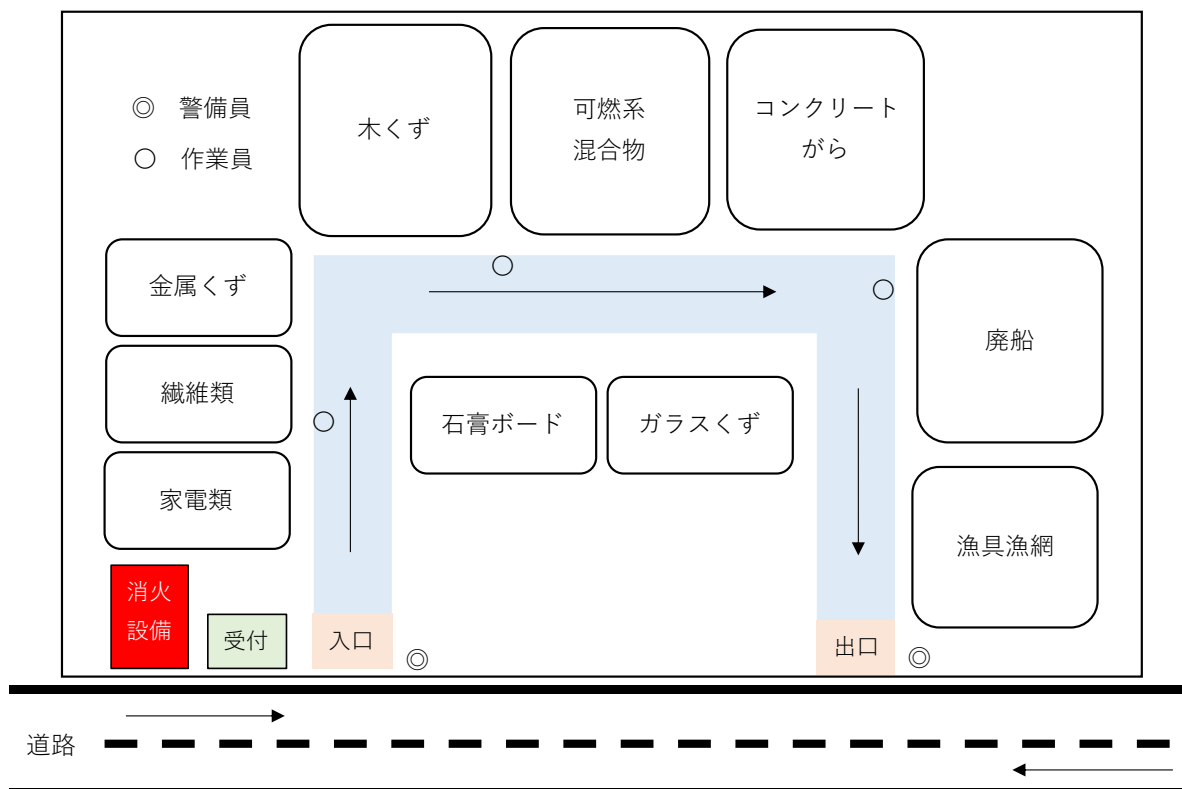 ◎ 警備員
○ 作業員
木くず
可燃系
混合物
コンクリート
がら
金属くず
繊維類
家電類
石膏ボード
ガラスくず
廃船
漁具漁網
消火
設備
受付
入口
出口
道路